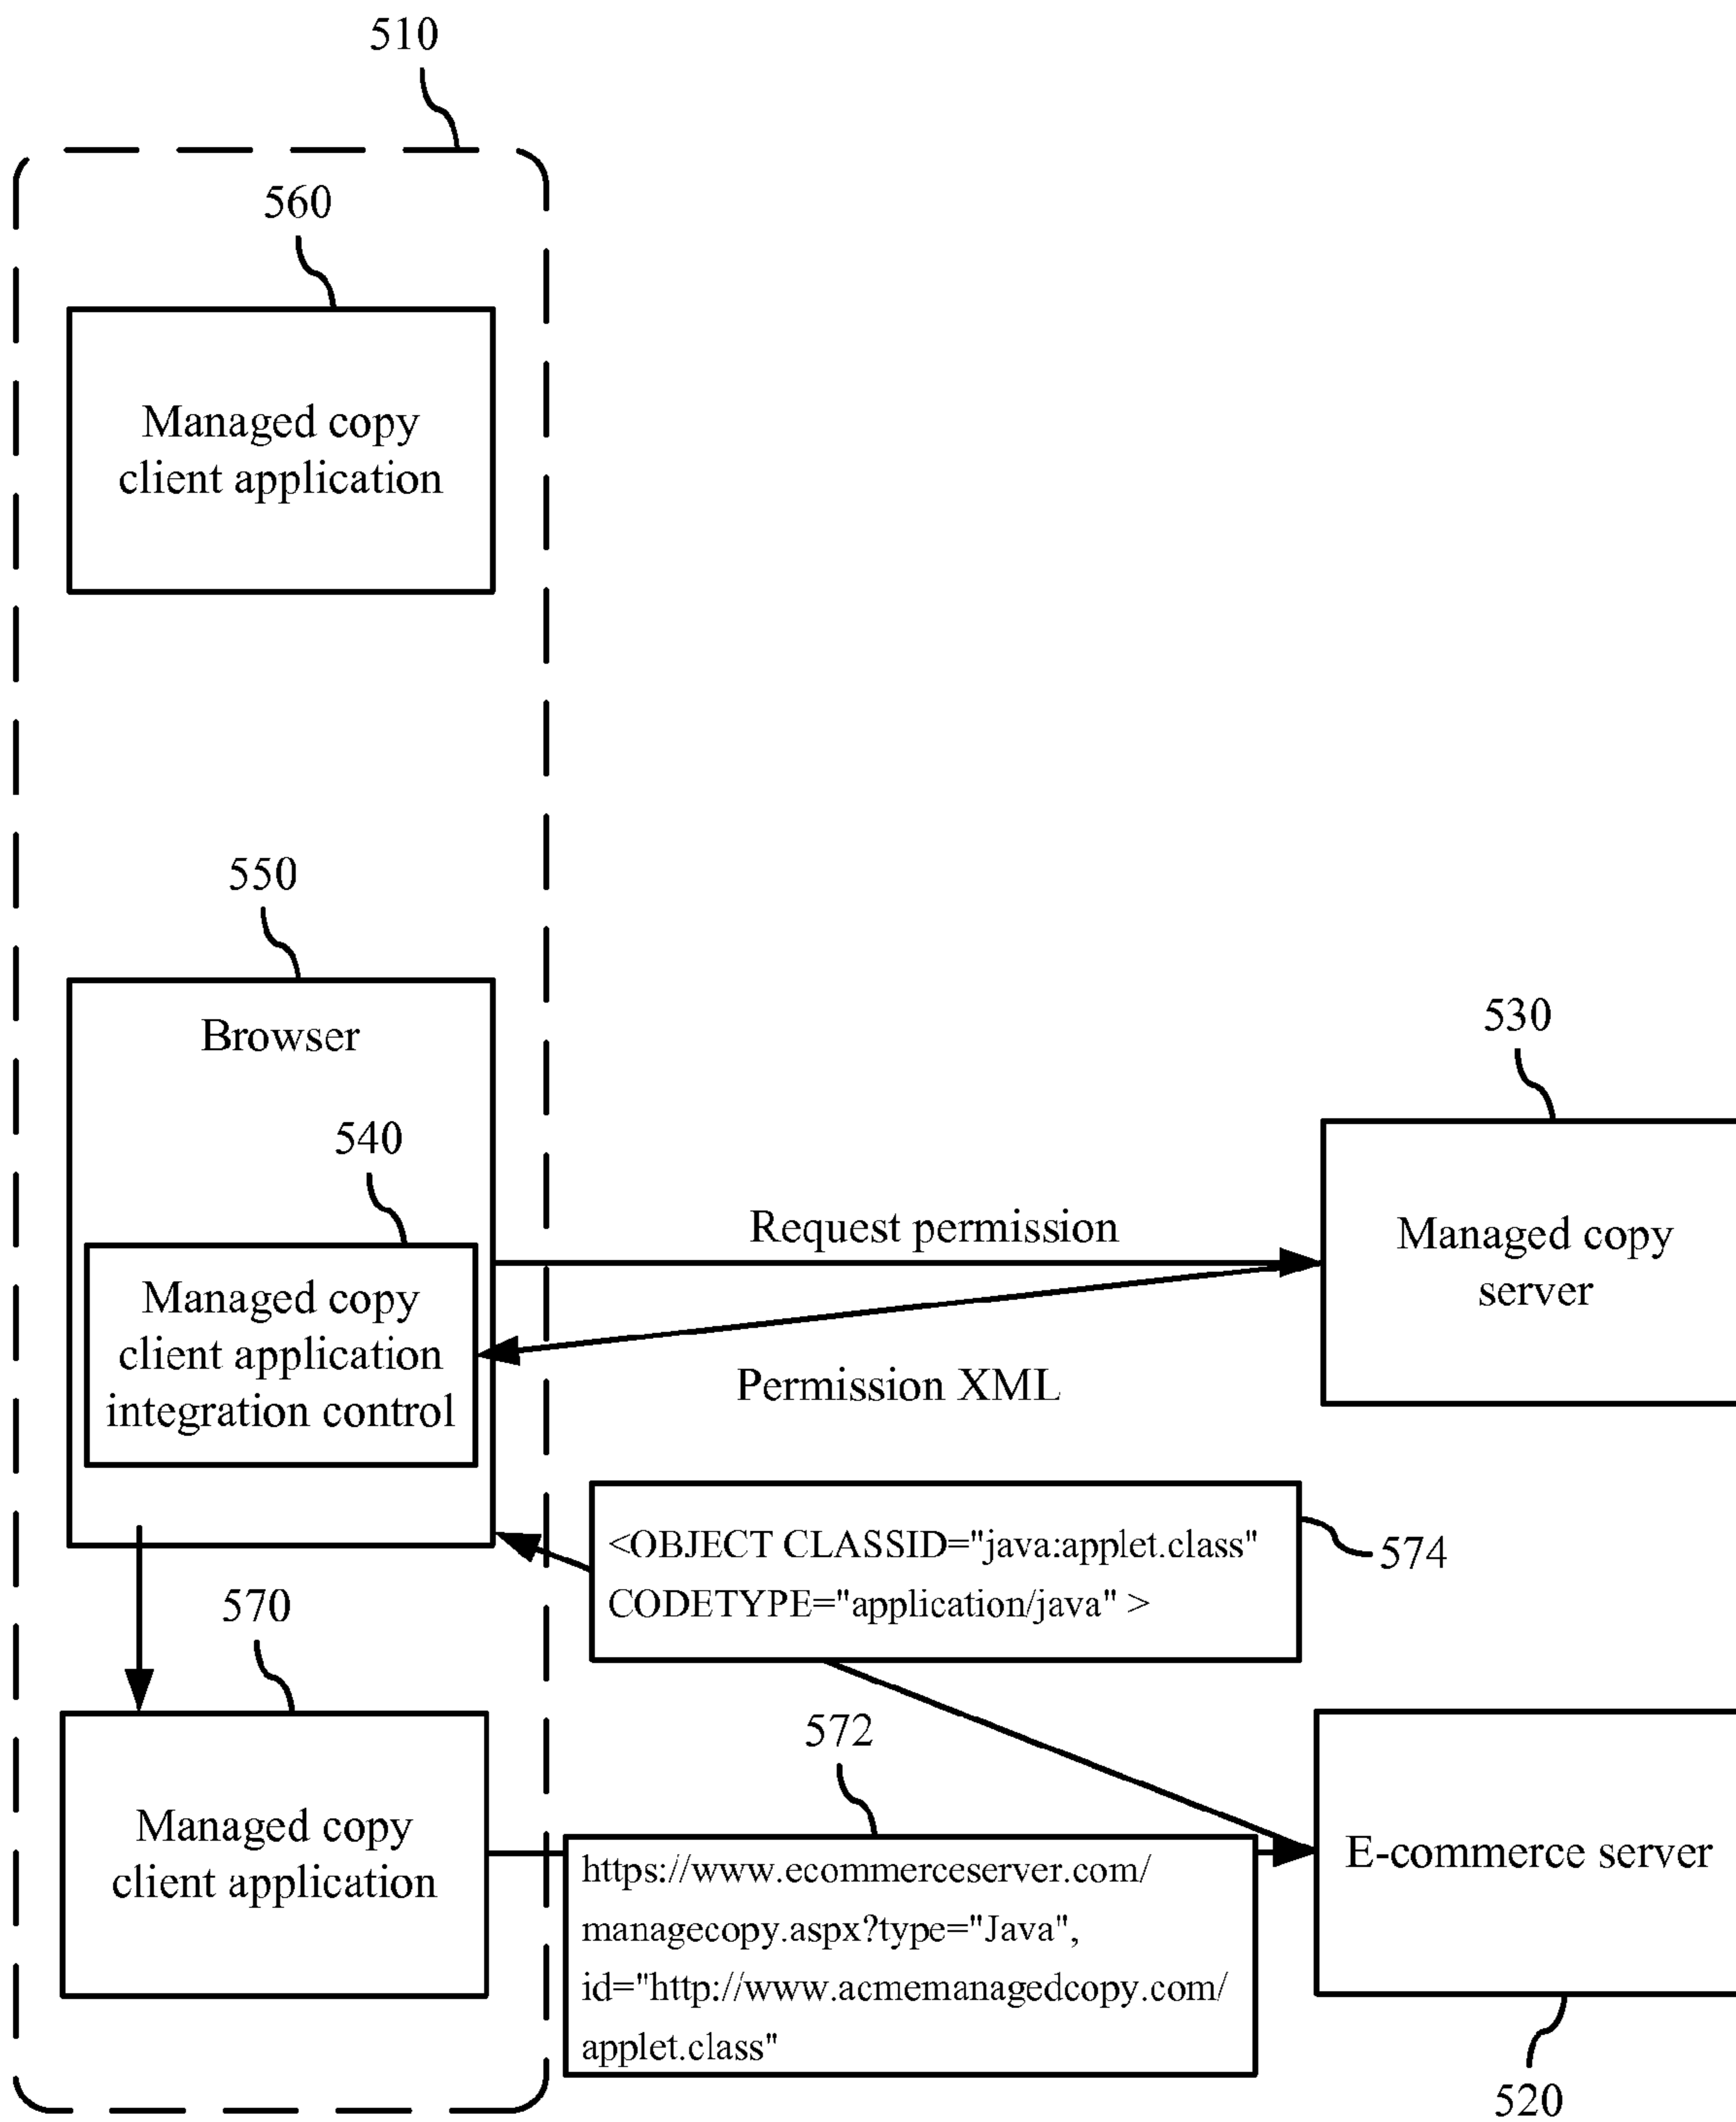 510
560
Managed copy
client application
550
Browser
530
540
Request permission
Managed copy
server
Managed copy
client application
integration control
Permission XML
<OBJECT CLASSID="java:applet.class"
CODETYPE="application/java" >
574
570
572
Managed copy
client application
https://www.ecommerceserver.com/
managecopy.aspx?type="Java",
id="http://www.acmemanagedcopy.com/
applet.class"
E-commerce server
520